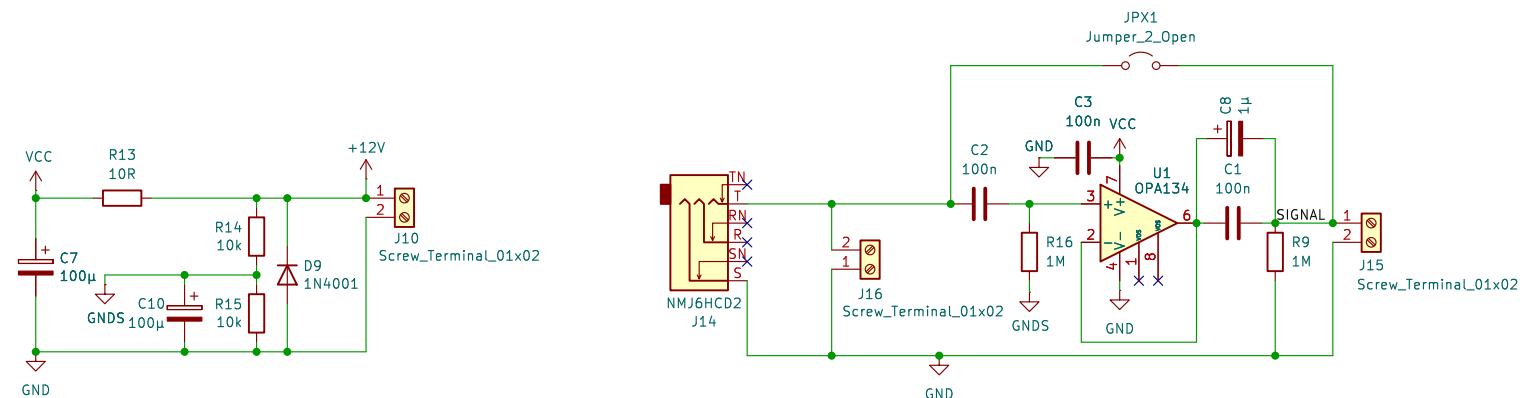 JPX1
Jumper_2_Open
VCC
R13
10R
+12V
1
2
J10
Screw_Terminal_01x02
R14
10k
C7
100µ
+
D9
1N4001
C10
100µ
+
R15
10k
GNDS
GND
TN
T
RN
R
SN
S
NMJ6HCD2
J14
2
1
J16
Screw_Terminal_01x02
C2
100n
R16
1M
GNDS
C3
100n
GND
VCC
U1
OPA134
7
3
+
V+
2
-
V-
4
VOS
VOS
1
8
6
GND
C8
1µ
+
C1
100n
SIGNAL
R9
1M
1
2
J15
Screw_Terminal_01x02
GND